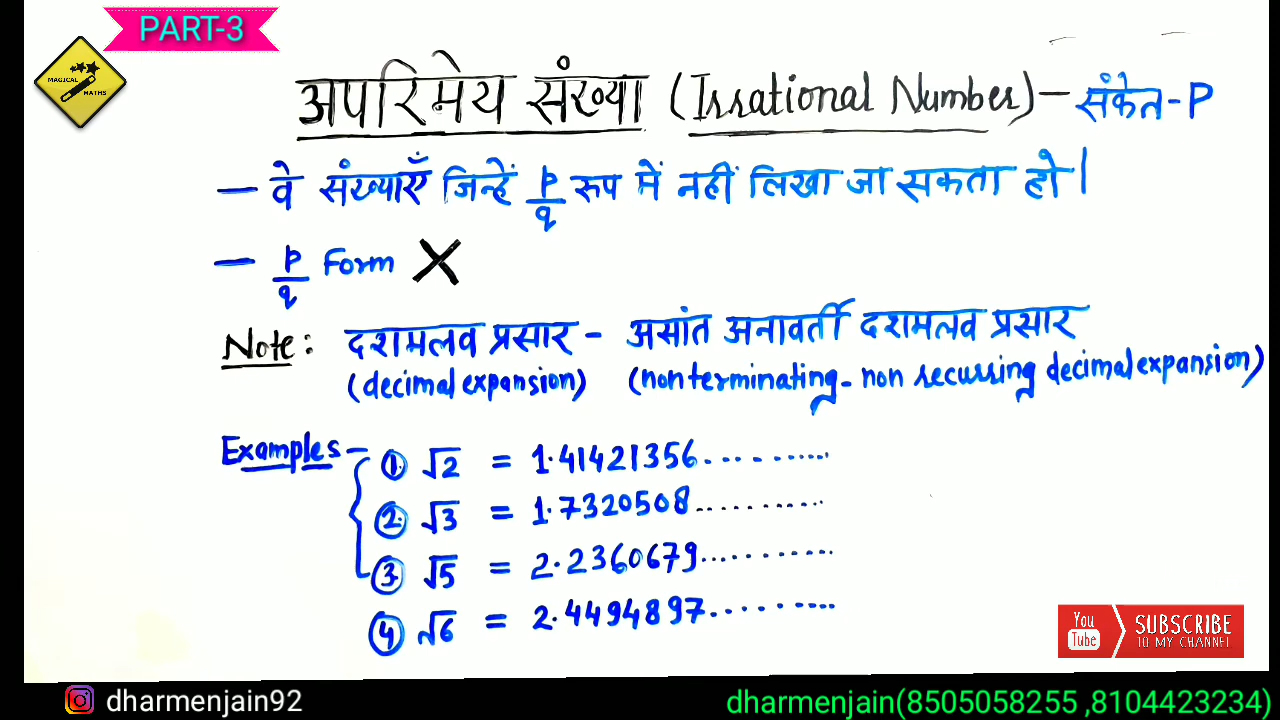 PART-3
MAGICAL MATHS
अपरिमेय संख्या (Irrational Number) - संकेत - P
- वे संख्याएँ जिन्हें p/q रूप में नहीं लिखा जा सकता हो।
- p/q Form X
Note: दशामलव प्रसार - असांत अनावर्ती दशमलव प्रसार
(decimal expansion) (non terminating - non recurring decimal expansion)
Examples - ① √2 = 1.41421356..........
② √3 = 1.7320508..........
③ √5 = 2.2360679..........
④ √6 = 2.4494897..........
You Tube SUBSCRIBE
TO MY CHANNEL
dharmenjain92 dharmenjain(8505058255 ,8104423234)